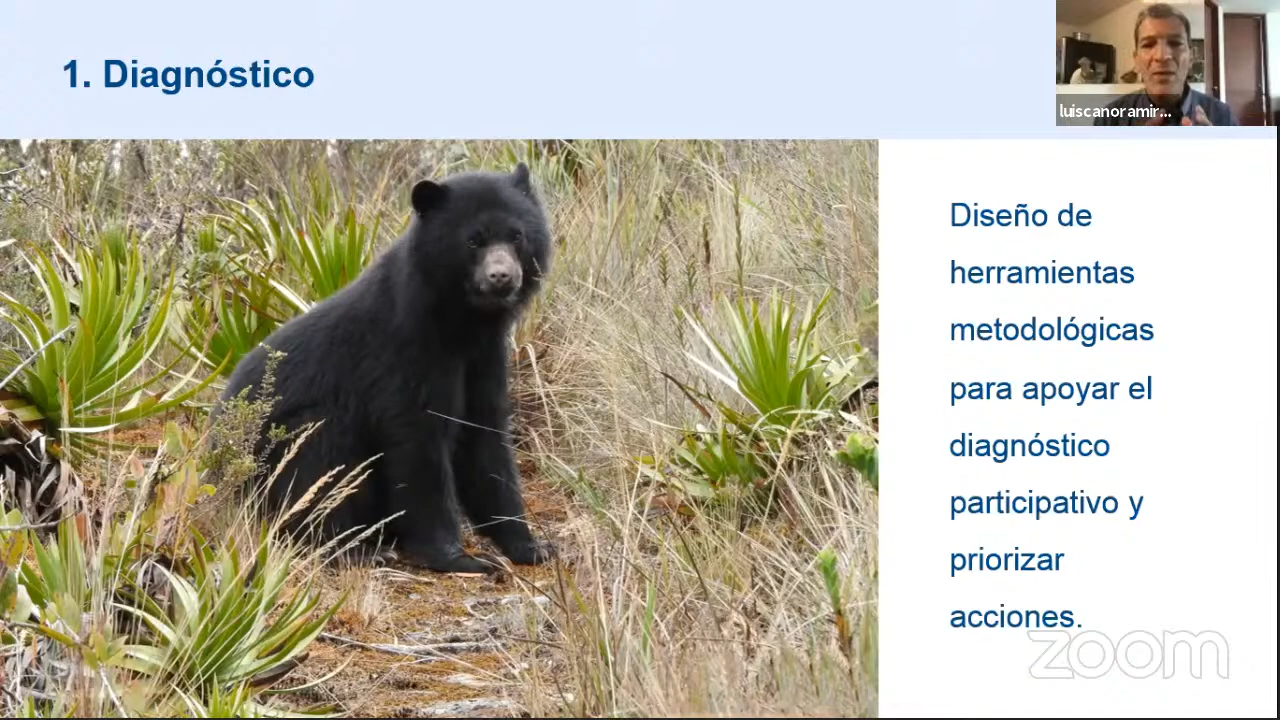 1. Diagnóstico
luiscanoramir...
Diseño de
herramientas
metodológicas
para apoyar el
diagnóstico
participativo y
priorizar
acciones.
zoom